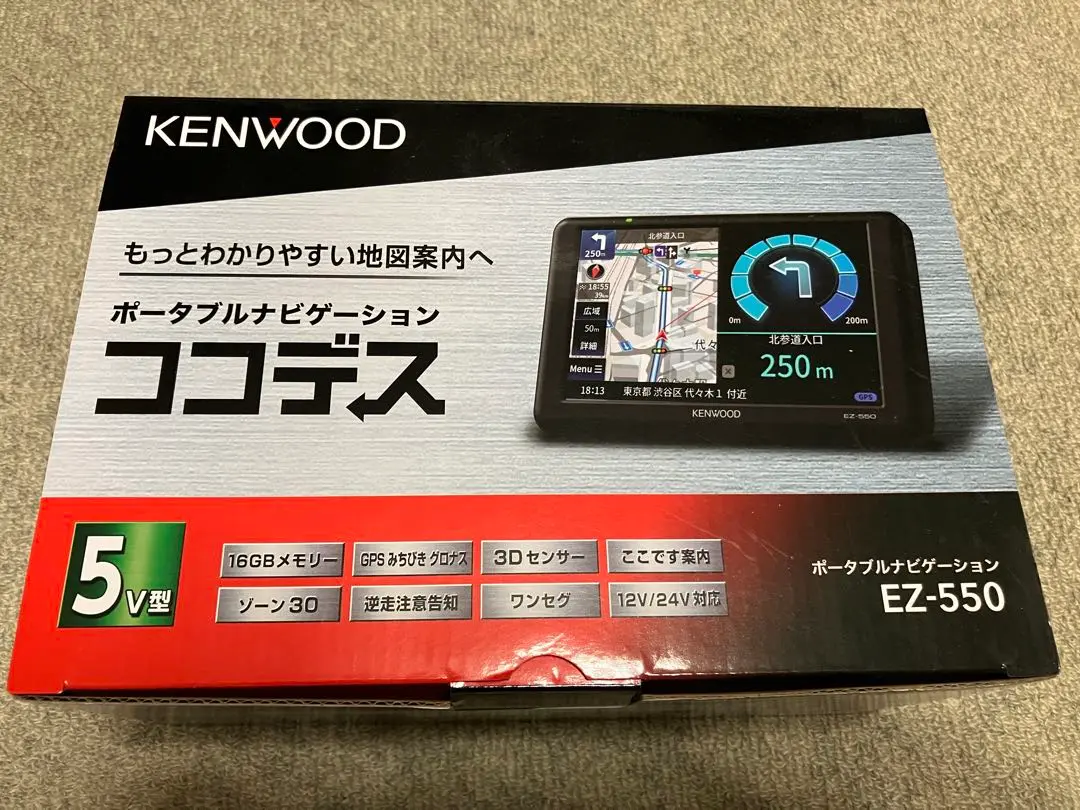 KENWOOD
もっとわかりやすい地図案内へ
ポータブルナビゲーション
ココデス
北参道入口
250m
18:55
39km
広域
50m
詳細
Menu
代々
0m
200m
北参道入口
250m
GPS
18:13
東京都 渋谷区 代々木1 付近
KENWOOD
EZ-550
5V型
16GBメモリー
GPS みちびき グロナス
3Dセンサー
ここです案内
ゾーン30
逆走注意告知
ワンセグ
12V/24V対応
ポータブルナビゲーション
EZ-550